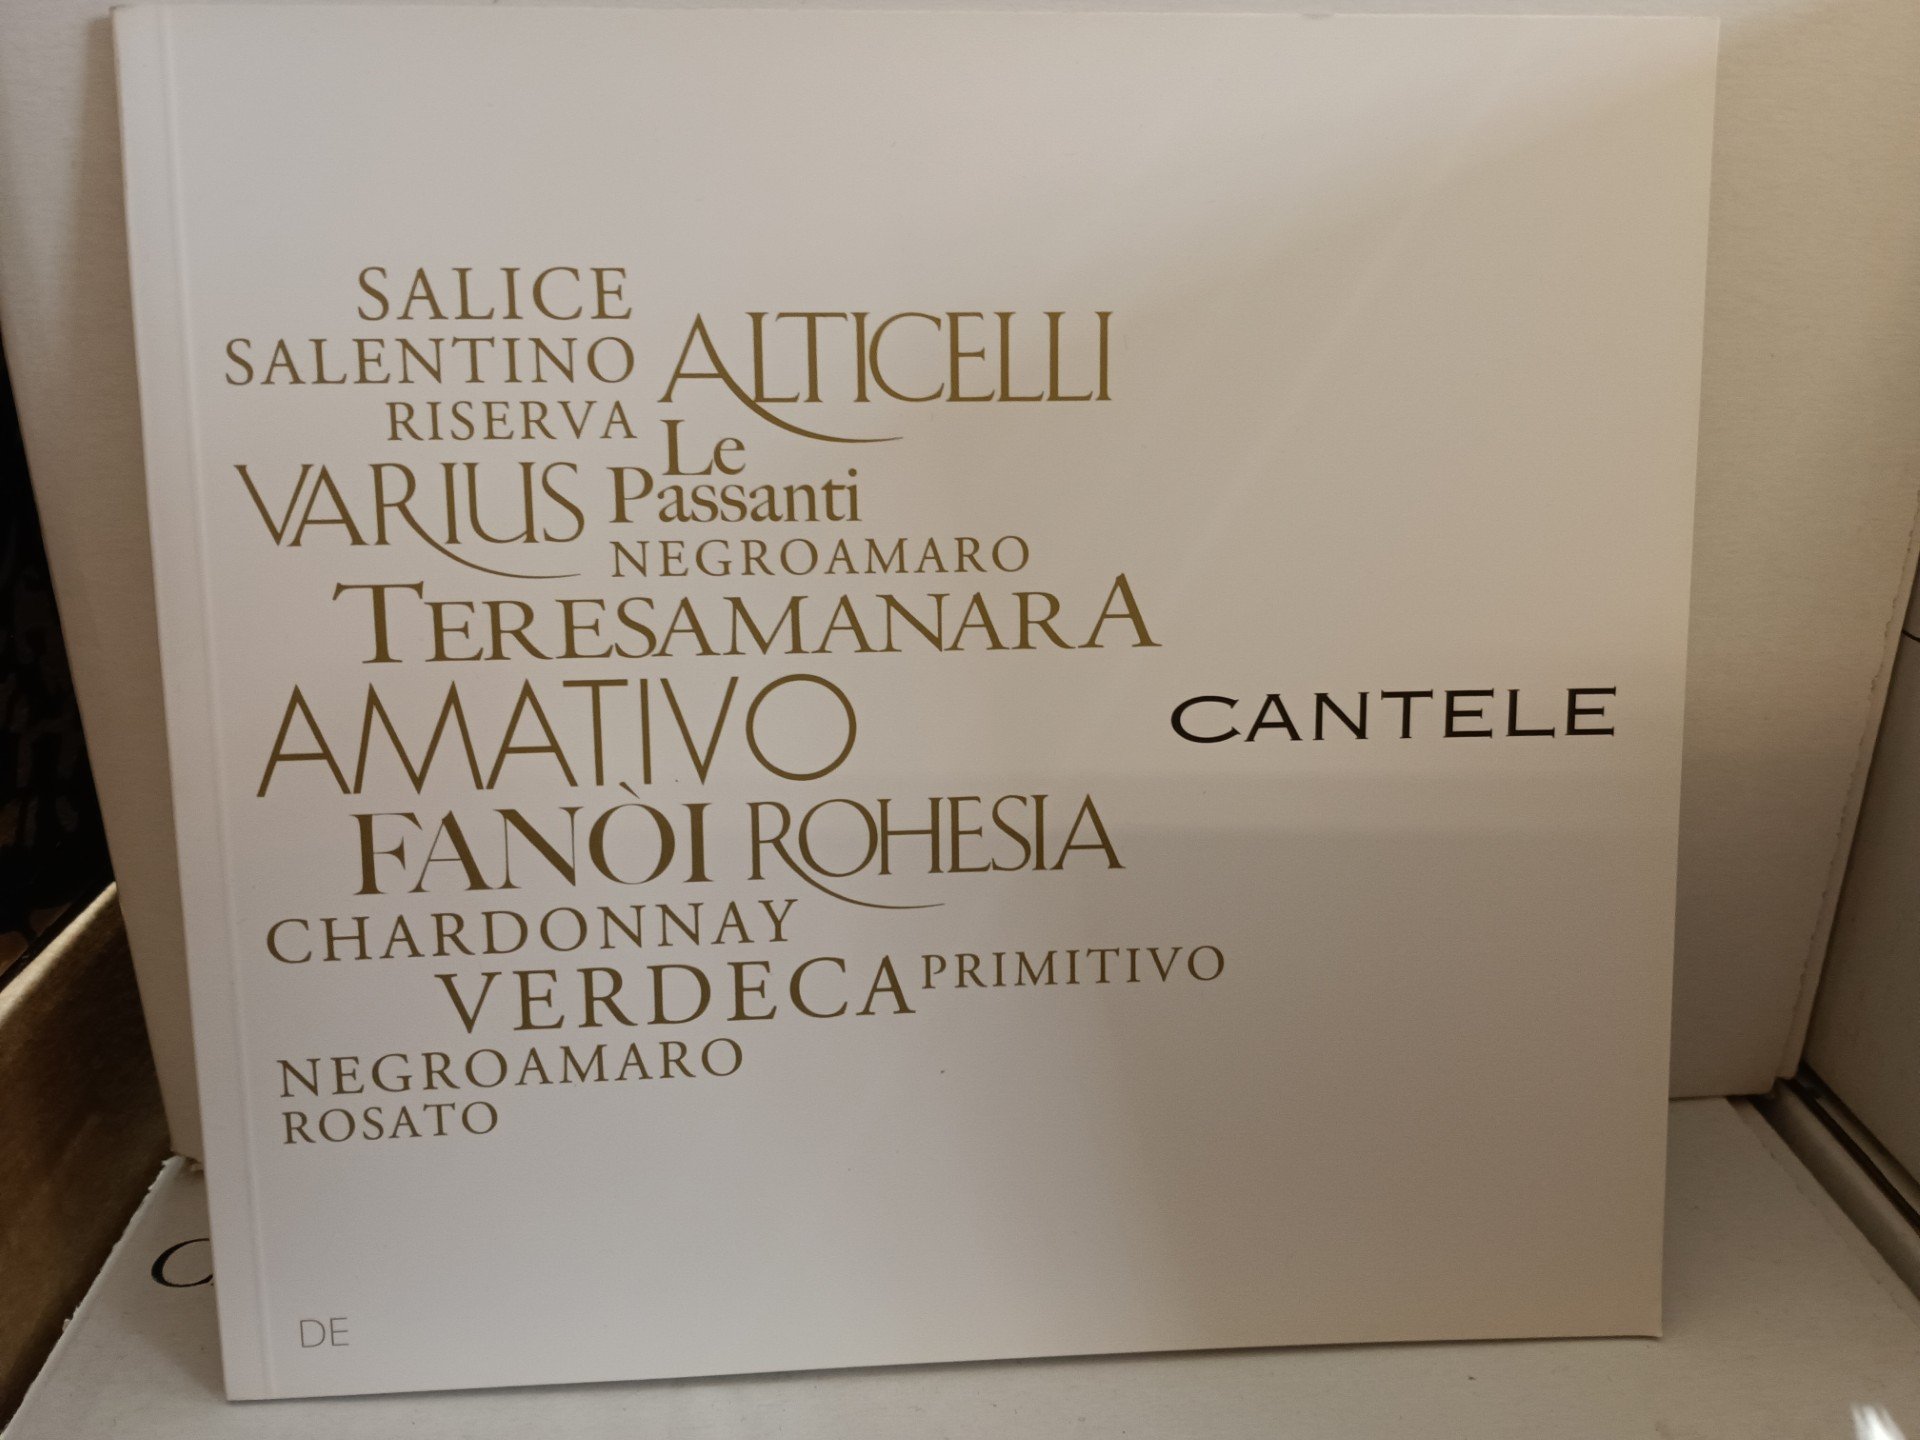 SALICE
SALENTINO
RISERVA
ALTICELLI
VARIUS
Le
Passanti
NEGROAMARO
TERESAMANARA
AMATIVO
CANTELE
FANÒI
ROHESIA
CHARDONNAY
VERDECA
PRIMITIVO
NEGROAMARO
ROSATO
DE